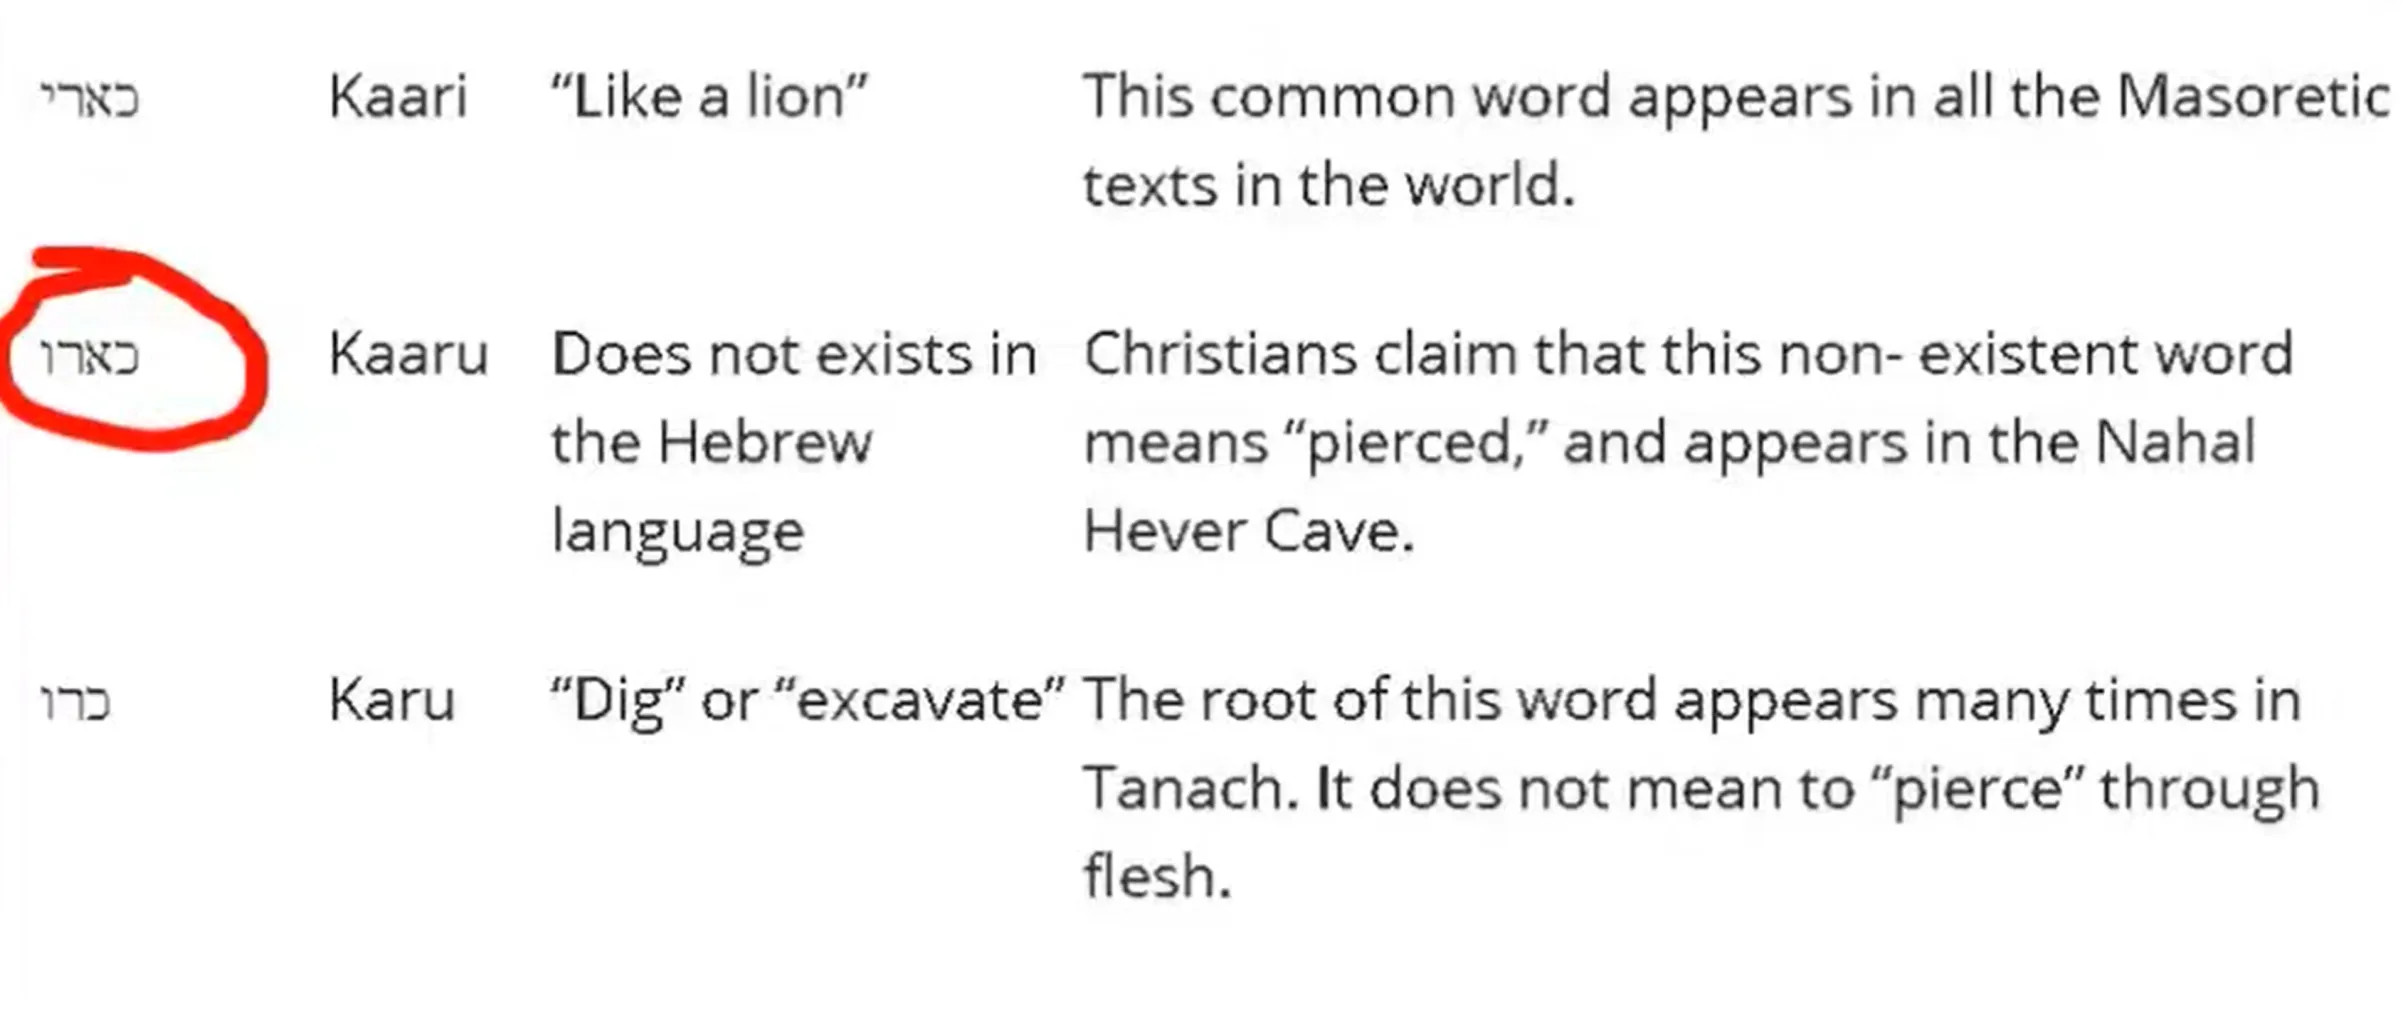 כארי Kaari “Like a lion” This common word appears in all the Masoretic
texts in the world.
כארו Kaaru Does not exists in Christians claim that this non- existent word
the Hebrew means “pierced,” and appears in the Nahal
language Hever Cave.
כרו Karu “Dig” or “excavate” The root of this word appears many times in
Tanach. It does not mean to “pierce” through
flesh.